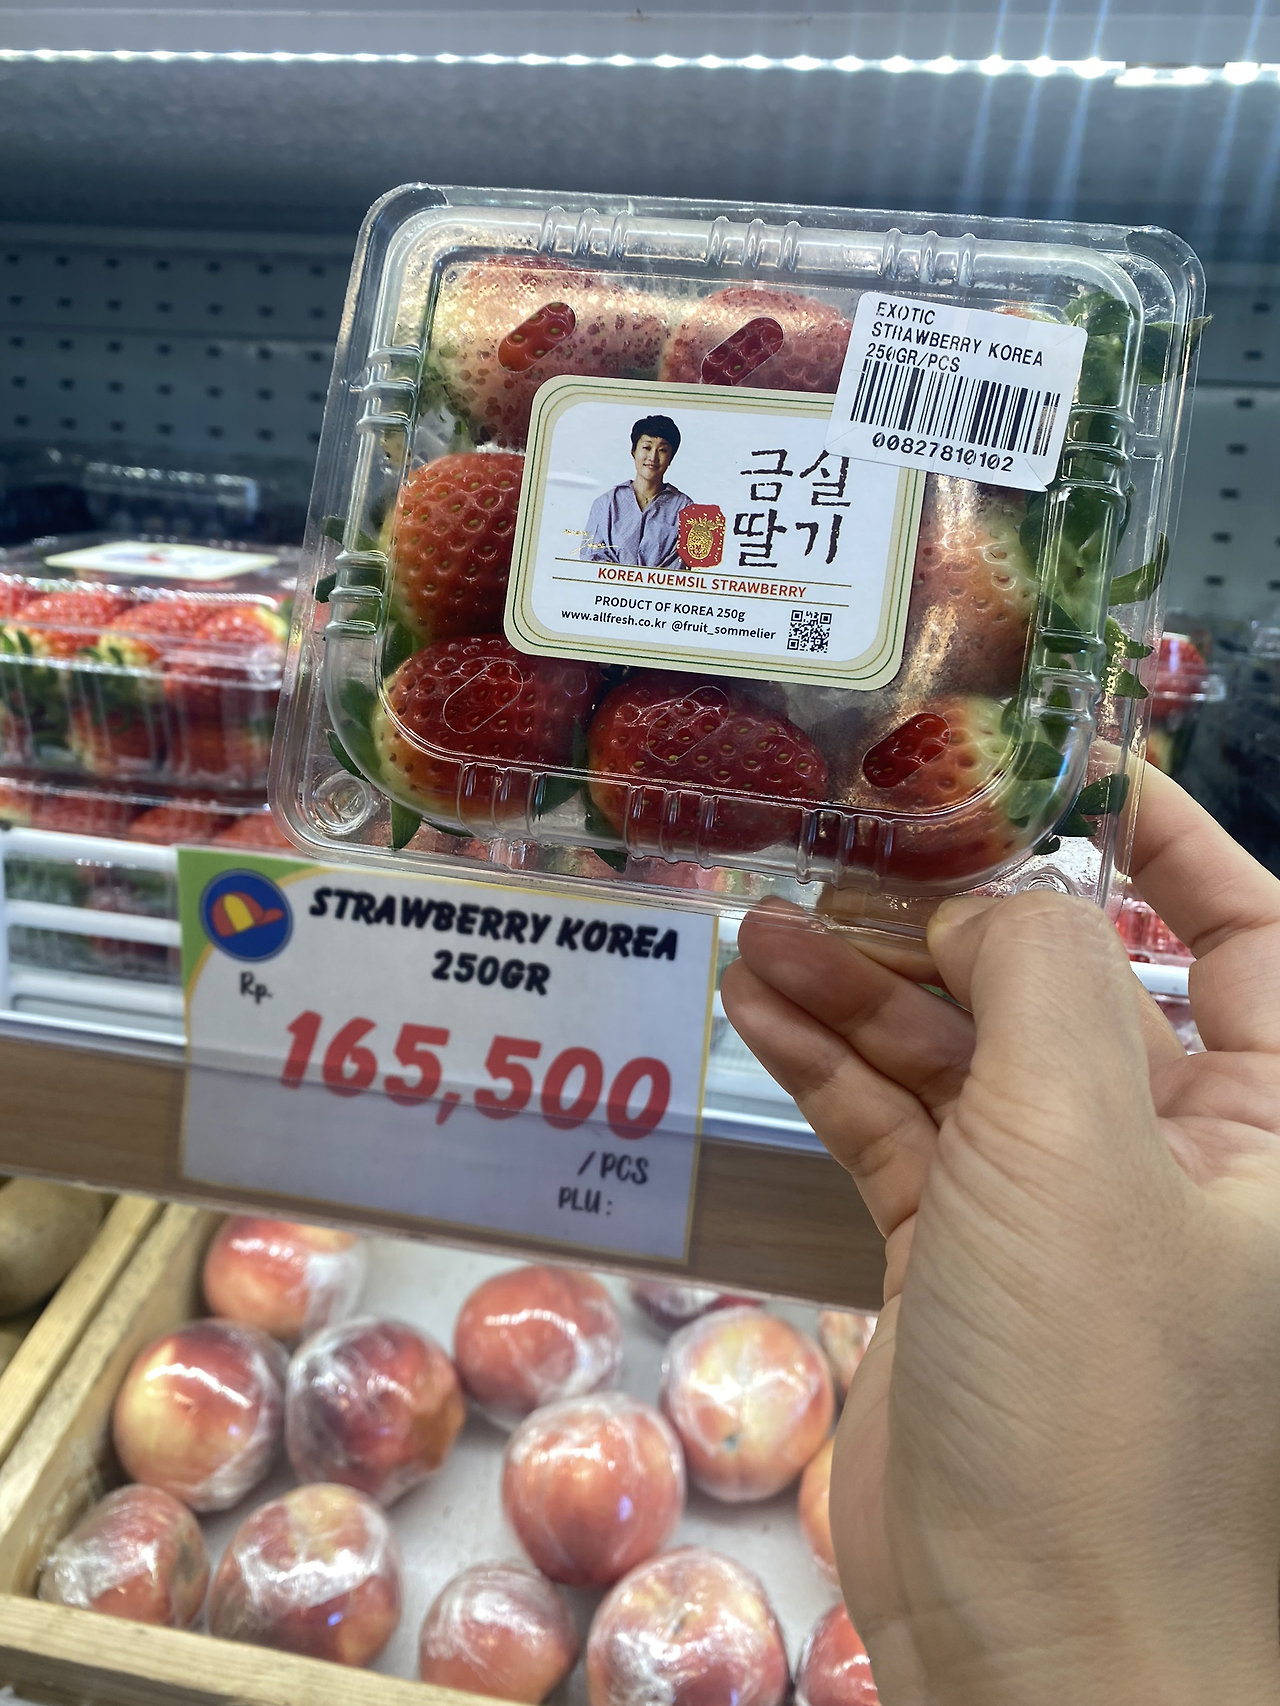 EXOTIC
STRAWBERRY KOREA
250GR/PCS
00827810102
금실
딸기
KOREA KUEMSIL STRAWBERRY
PRODUCT OF KOREA 250g
www.allfresh.co.kr @fruit_sommelier
STRAWBERRY KOREA
250GR
Rp.
165,500
/PCS
PLU: